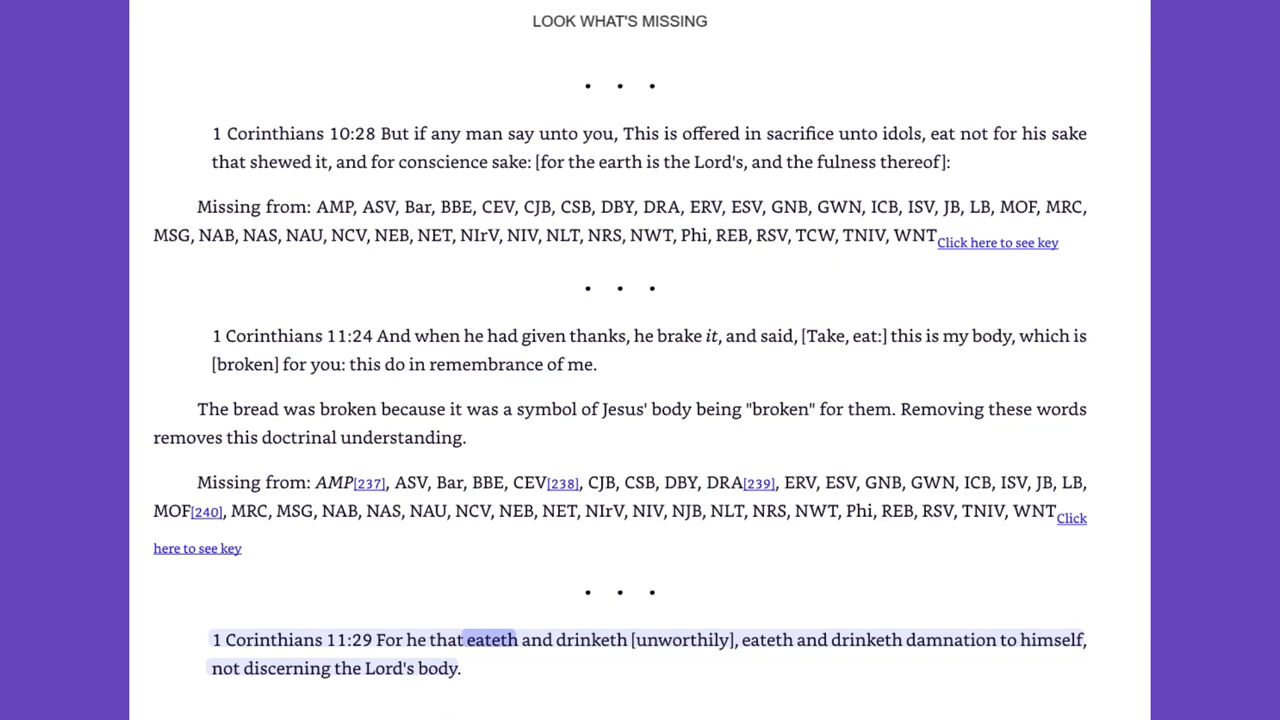 LOOK WHAT'S MISSING
• • •
1 Corinthians 10:28 But if any man say unto you, This is offered in sacrifice unto idols, eat not for his sake
that shewed it, and for conscience sake: [for the earth is the Lord's, and the fulness thereof]:
Missing from: AMP, ASV, Bar, BBE, CEV, CJB, CSB, DBY, DRA, ERV, ESV, GNB, GWN, ICB, ISV, JB, LB, MOF, MRC,
MSG, NAB, NAS, NAU, NCV, NEB, NET, NIrV, NIV, NLT, NRS, NWT, Phi, REB, RSV, TCW, TNIV, WNT Click here to see key
• • •
1 Corinthians 11:24 And when he had given thanks, he brake it, and said, [Take, eat:] this is my body, which is
[broken] for you: this do in remembrance of me.
The bread was broken because it was a symbol of Jesus' body being "broken" for them. Removing these words
removes this doctrinal understanding.
Missing from: AMP[237], ASV, Bar, BBE, CEV[238], CJB, CSB, DBY, DRA[239], ERV, ESV, GNB, GWN, ICB, ISV, JB, LB,
MOF[240], MRC, MSG, NAB, NAS, NAU, NCV, NEB, NET, NIrV, NIV, NJB, NLT, NRS, NWT, Phi, REB, RSV, TNIV, WNT Click
here to see key
• • •
1 Corinthians 11:29 For he that eateth and drinketh [unworthily], eateth and drinketh damnation to himself,
not discerning the Lord's body.